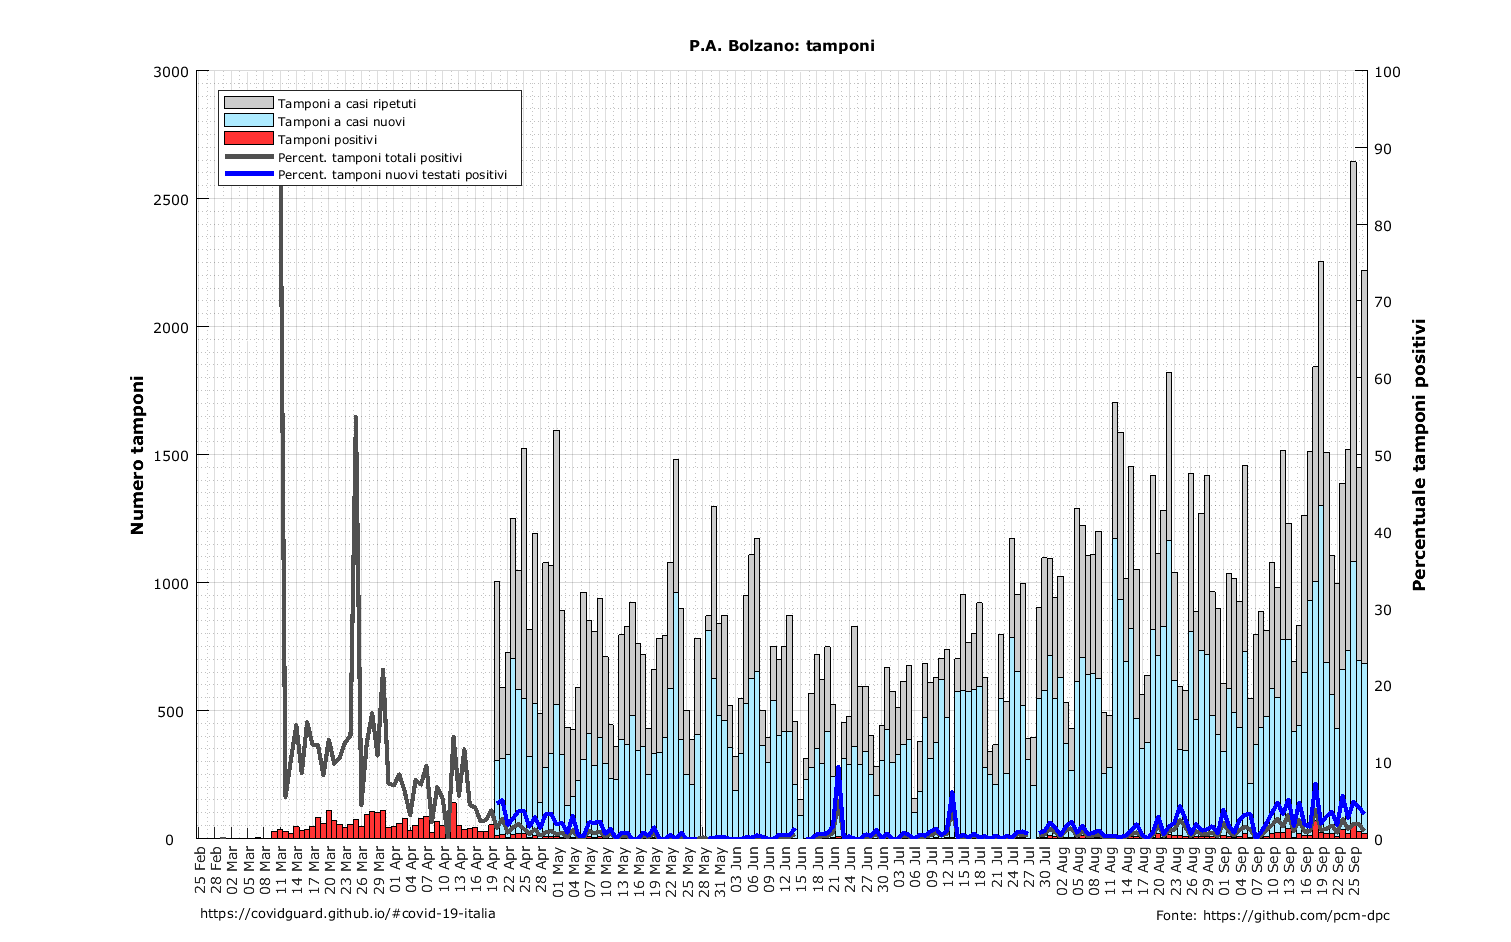 P.A. Bolzano: tamponi
3000
2500
2000
1500
1000
500
0
Numero tamponi
Tamponi a casi ripetuti
Tamponi a casi nuovi
Tamponi positivi
Percent. tamponi totali positivi
Percent. tamponi nuovi testati positivi
100
90
80
70
60
50
40
30
20
10
0
Percentuale tamponi positivi
25 Feb
28 Feb
02 Mar
05 Mar
08 Mar
11 Mar
14 Mar
17 Mar
20 Mar
23 Mar
26 Mar
29 Mar
01 Apr
04 Apr
07 Apr
10 Apr
13 Apr
16 Apr
19 Apr
22 Apr
25 Apr
28 Apr
01 May
04 May
07 May
10 May
13 May
16 May
19 May
22 May
25 May
28 May
31 May
03 Jun
06 Jun
09 Jun
12 Jun
15 Jun
18 Jun
21 Jun
24 Jun
27 Jun
30 Jun
03 Jul
06 Jul
09 Jul
12 Jul
15 Jul
18 Jul
21 Jul
24 Jul
27 Jul
30 Jul
02 Aug
05 Aug
08 Aug
11 Aug
14 Aug
17 Aug
20 Aug
23 Aug
26 Aug
29 Aug
01 Sep
04 Sep
07 Sep
10 Sep
13 Sep
16 Sep
19 Sep
22 Sep
25 Sep
https://covidguard.github.io/#covid-19-italia
Fonte: https://github.com/pcm-dpc